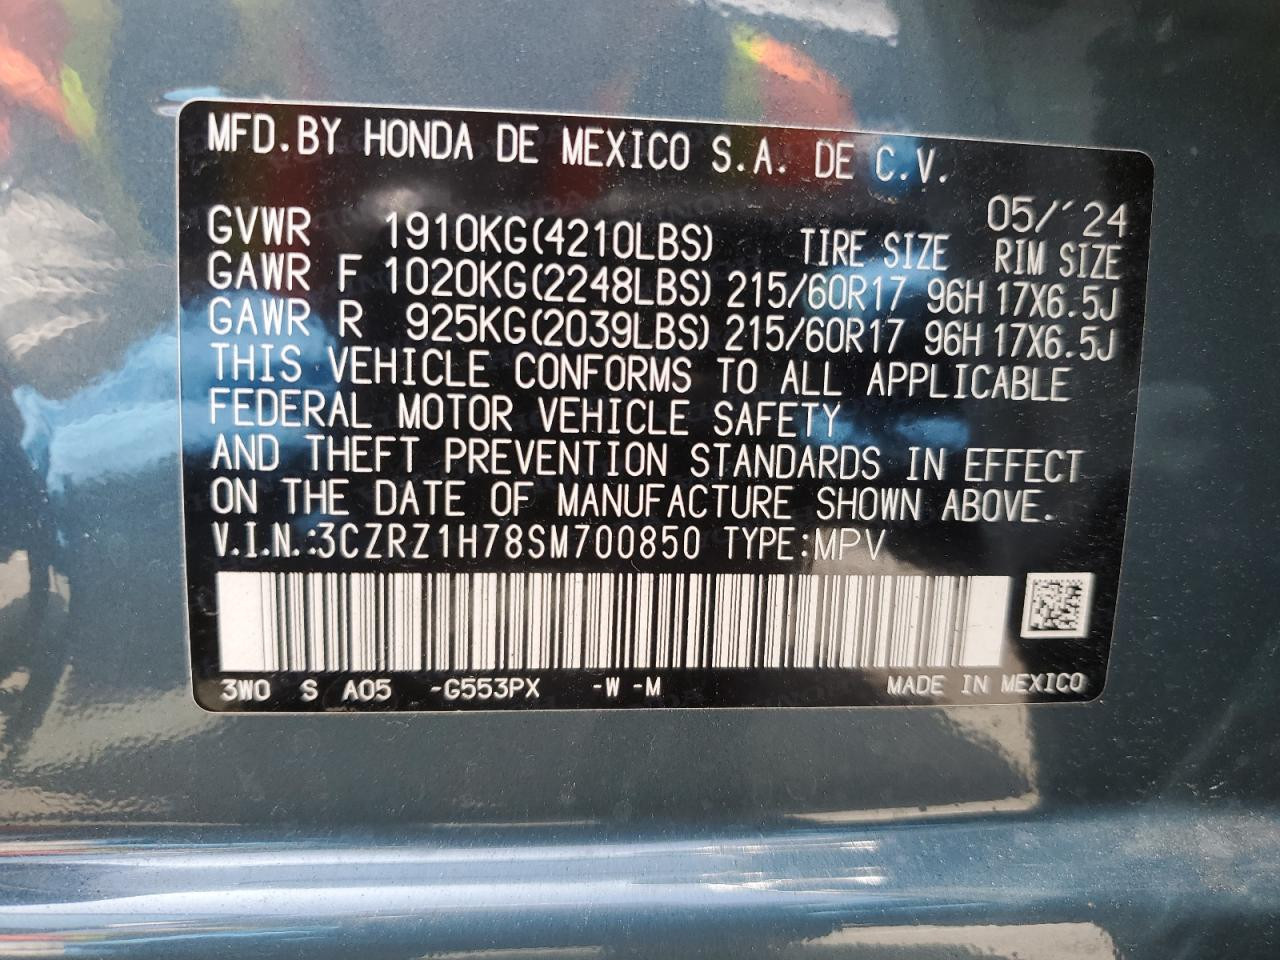 MFD.BY HONDA DE MEXICO S.A. DE C.V.
05/´24
GVWR 1910KG(4210LBS) TIRE SIZE RIM SIZE
GAWR F 1020KG(2248LBS) 215/60R17 96H 17X6.5J
GAWR R 925KG(2039LBS) 215/60R17 96H 17X6.5J
THIS VEHICLE CONFORMS TO ALL APPLICABLE
FEDERAL MOTOR VEHICLE SAFETY
AND THEFT PREVENTION STANDARDS IN EFFECT
ON THE DATE OF MANUFACTURE SHOWN ABOVE.
V.I.N.:3CZRZ1H78SM700850 TYPE:MPV
3W0 S A05 -G553PX -W -M MADE IN MEXICO